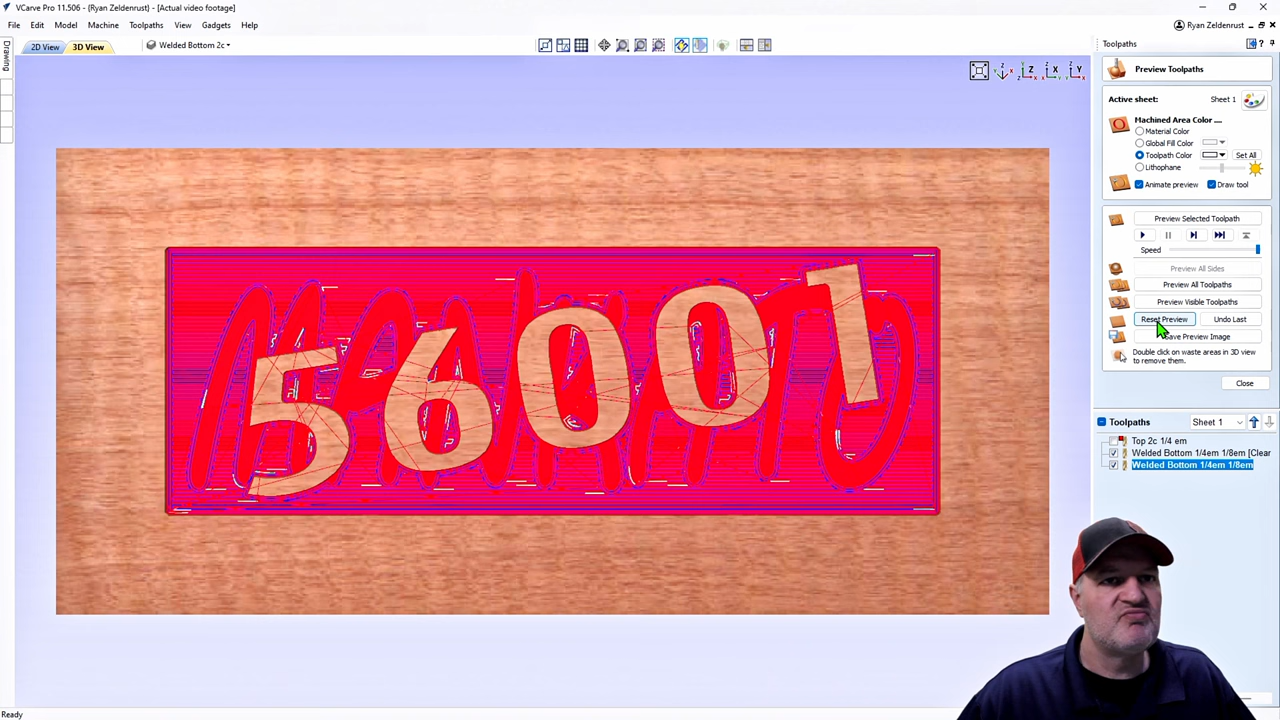 VCarve Pro 11.506 - {Ryan Zeldenrust} - [Actual video footage]
File Edit Model Machine Toolpaths View Gadgets Help
Ryan Zeldenrust
2D View 3D View Welded Bottom 2c
Drawing
Z X Y
56001
Toolpaths
Preview Toolpaths
Active sheet: Sheet 1
Machined Area Color ....
Material Color
Global Fill Color
Toolpath Color Set All
Lithophane
Animate preview Draw tool
Preview Selected Toolpath
Speed
Preview All Sides
Preview All Toolpaths
Preview Visible Toolpaths
Reset Preview Undo Last
Save Preview Image
Double click on waste areas in 3D view
to remove them.
Close
Toolpaths Sheet 1
Top 2c 1/4 em
Welded Bottom 1/4em 1/8em [Clear
Welded Bottom 1/4em 1/8em
Ready